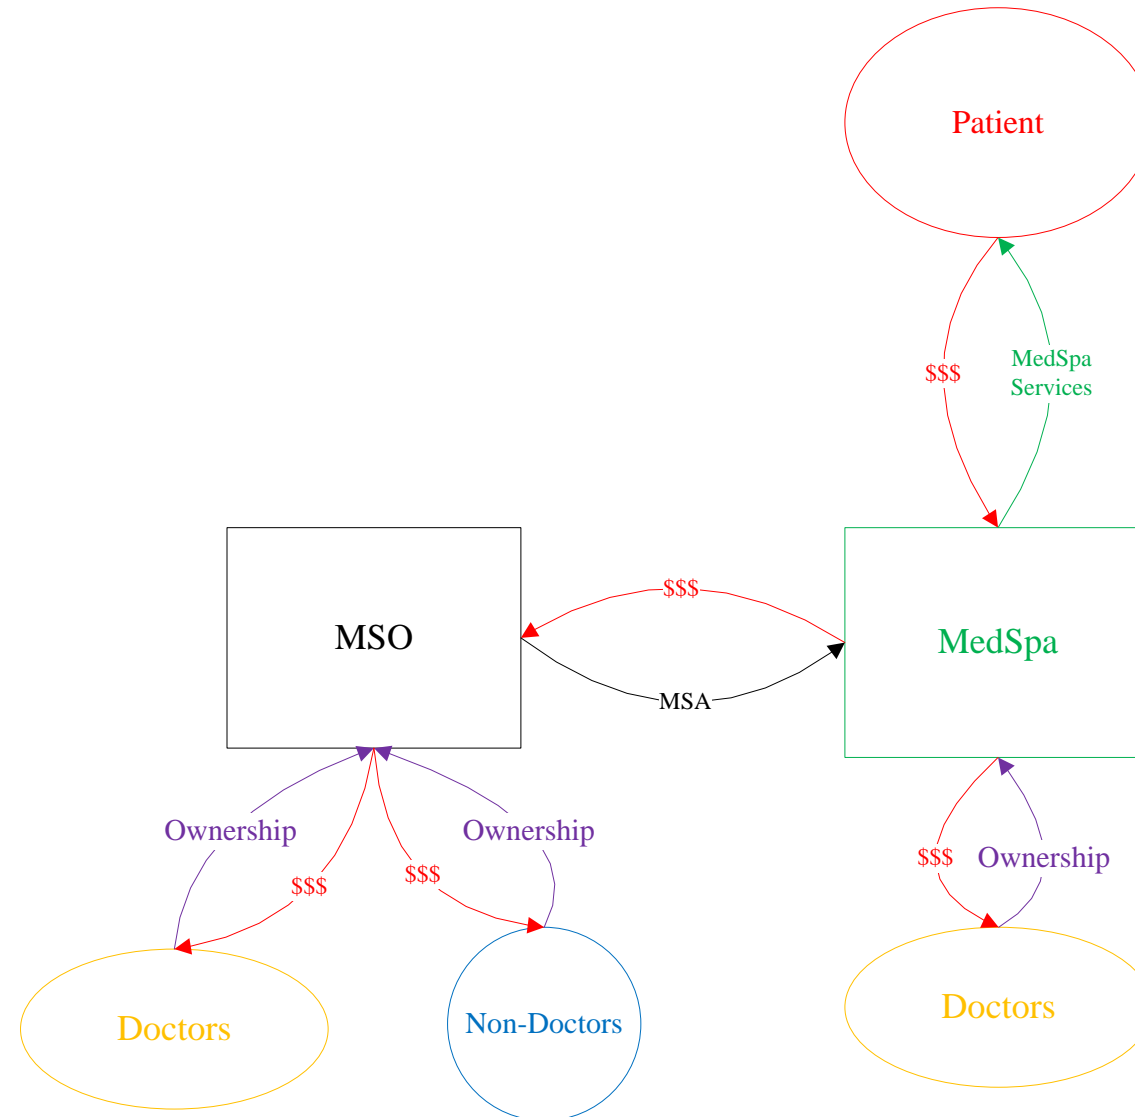 Patient
$$$
MedSpa
Services
MSO
$$$
MSA
MedSpa
Ownership
$$$
$$$
Ownership
$$$
Ownership
Doctors
Non-Doctors
Doctors